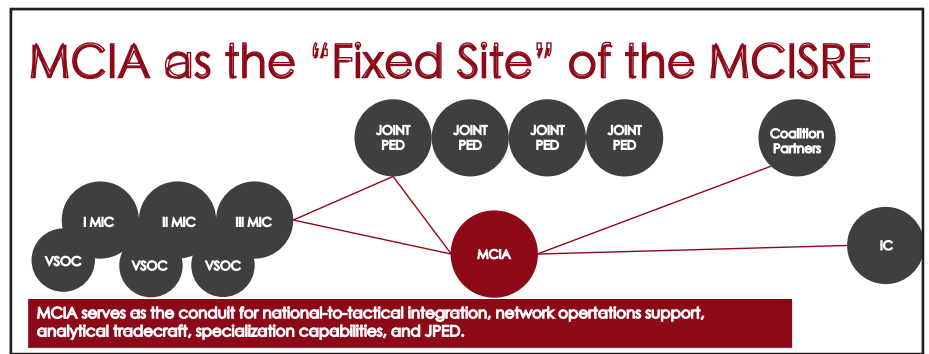 MCIA as the “Fixed Site” of the MCISRE
JOINT
PED
JOINT
PED
JOINT
PED
JOINT
PED
Coalition
Partners
I MIC
II MIC
III MIC
VSOC
VSOC
VSOC
MCIA
IC
MCIA serves as the conduit for national-to-tactical integration, network opertations support,
analytical tradecraft, specialization capabilities, and JPED.